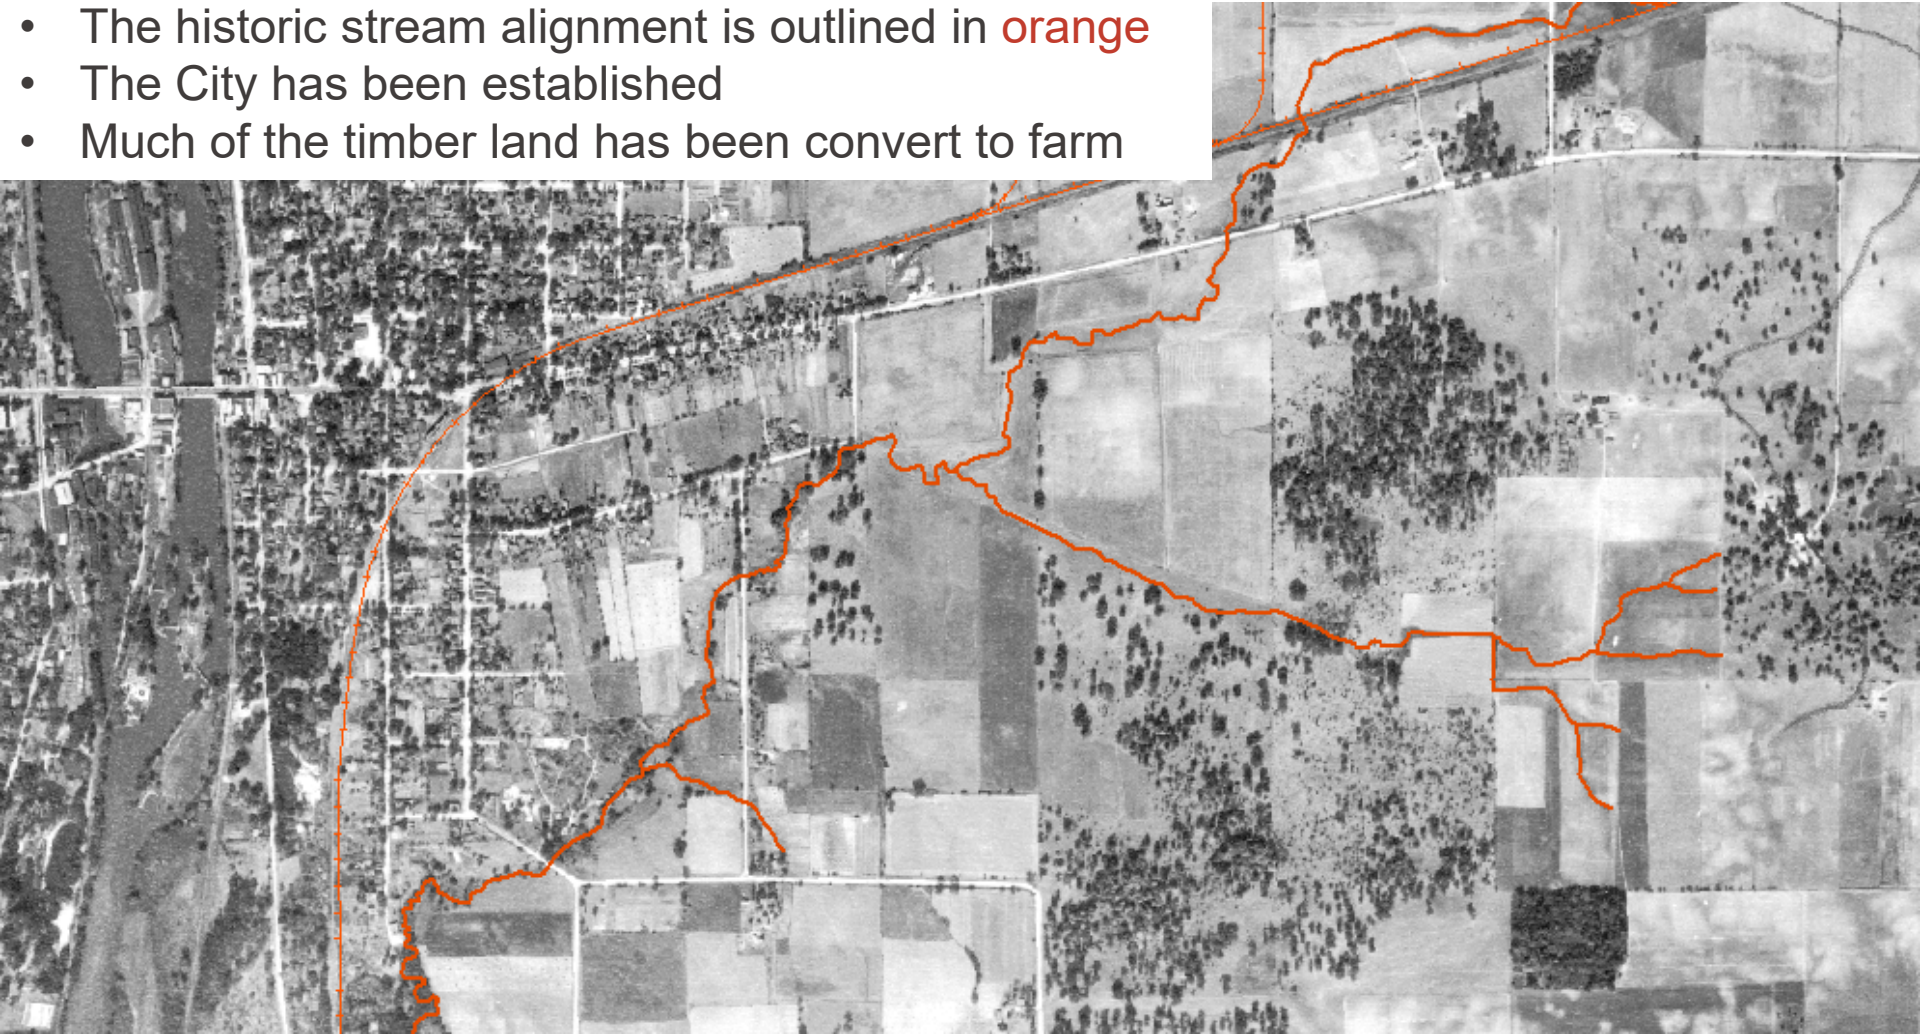 • The historic stream alignment is outlined in orange
• The City has been established
• Much of the timber land has been convert to farm